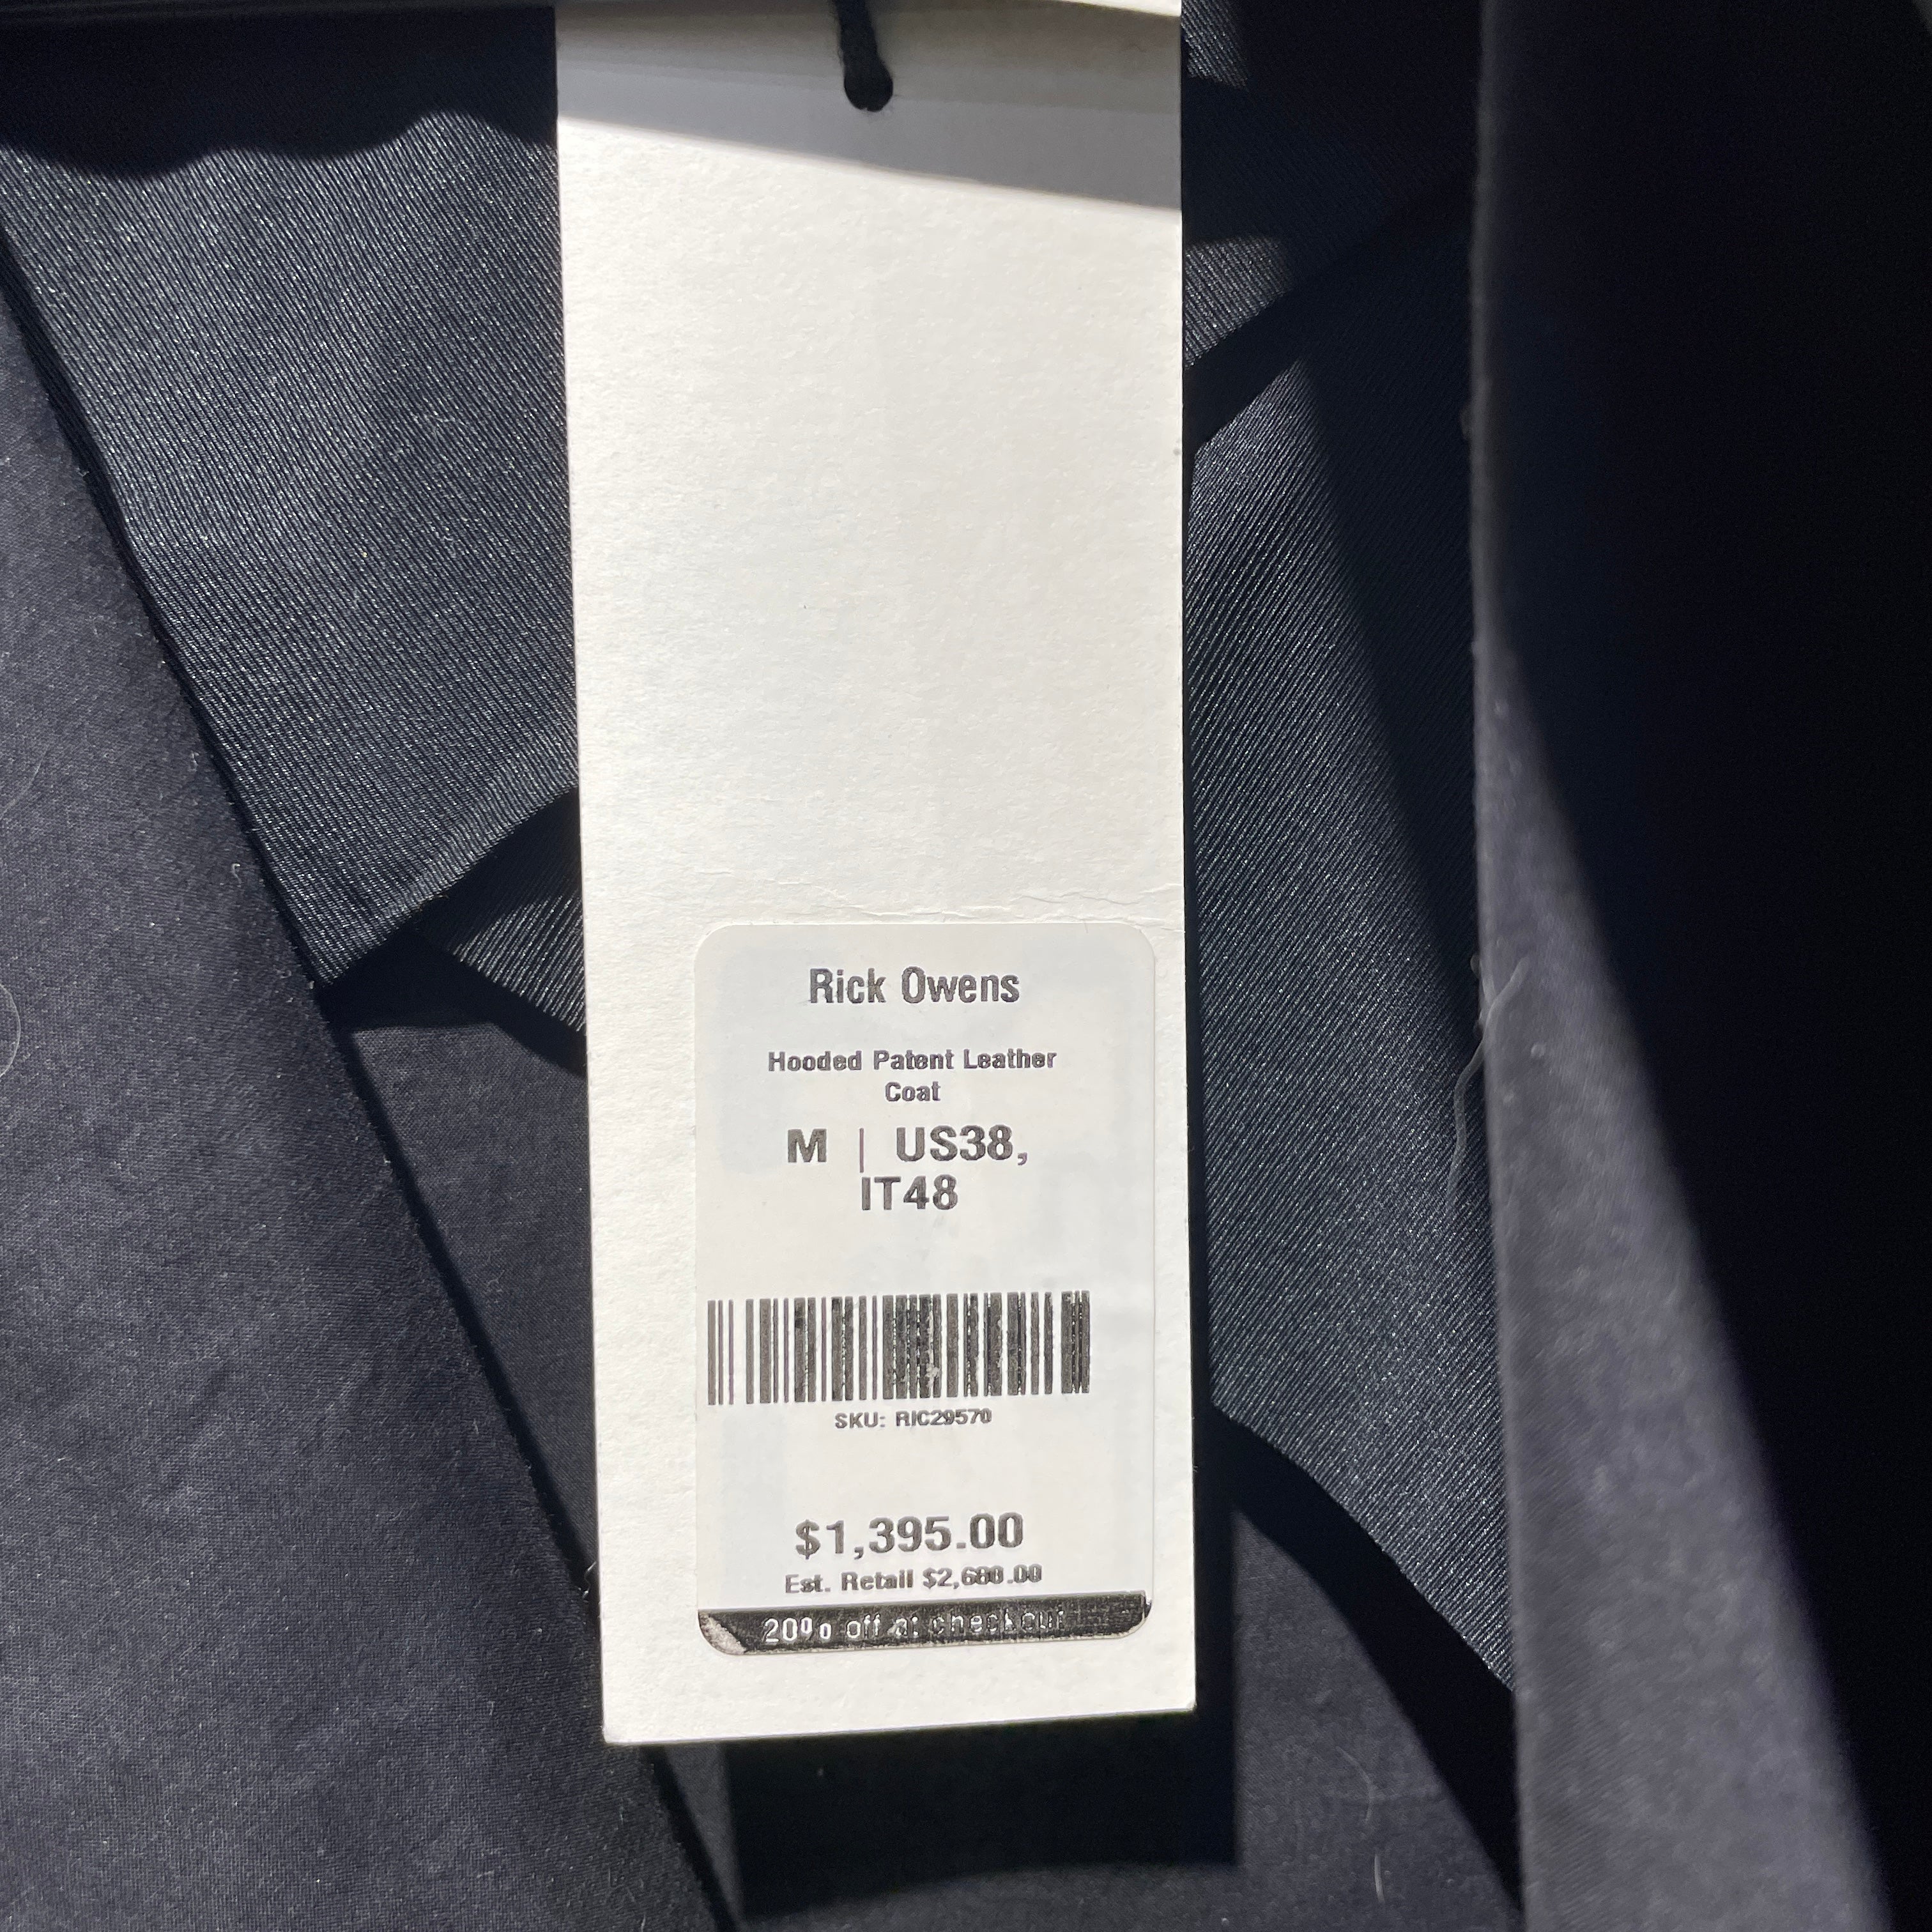 Rick Owens
Hooded Patent Leather
Coat
M | US38,
IT48
SKU: RIC29570
$1,395.00
Est. Retail $2,680.00
20% off at checkout